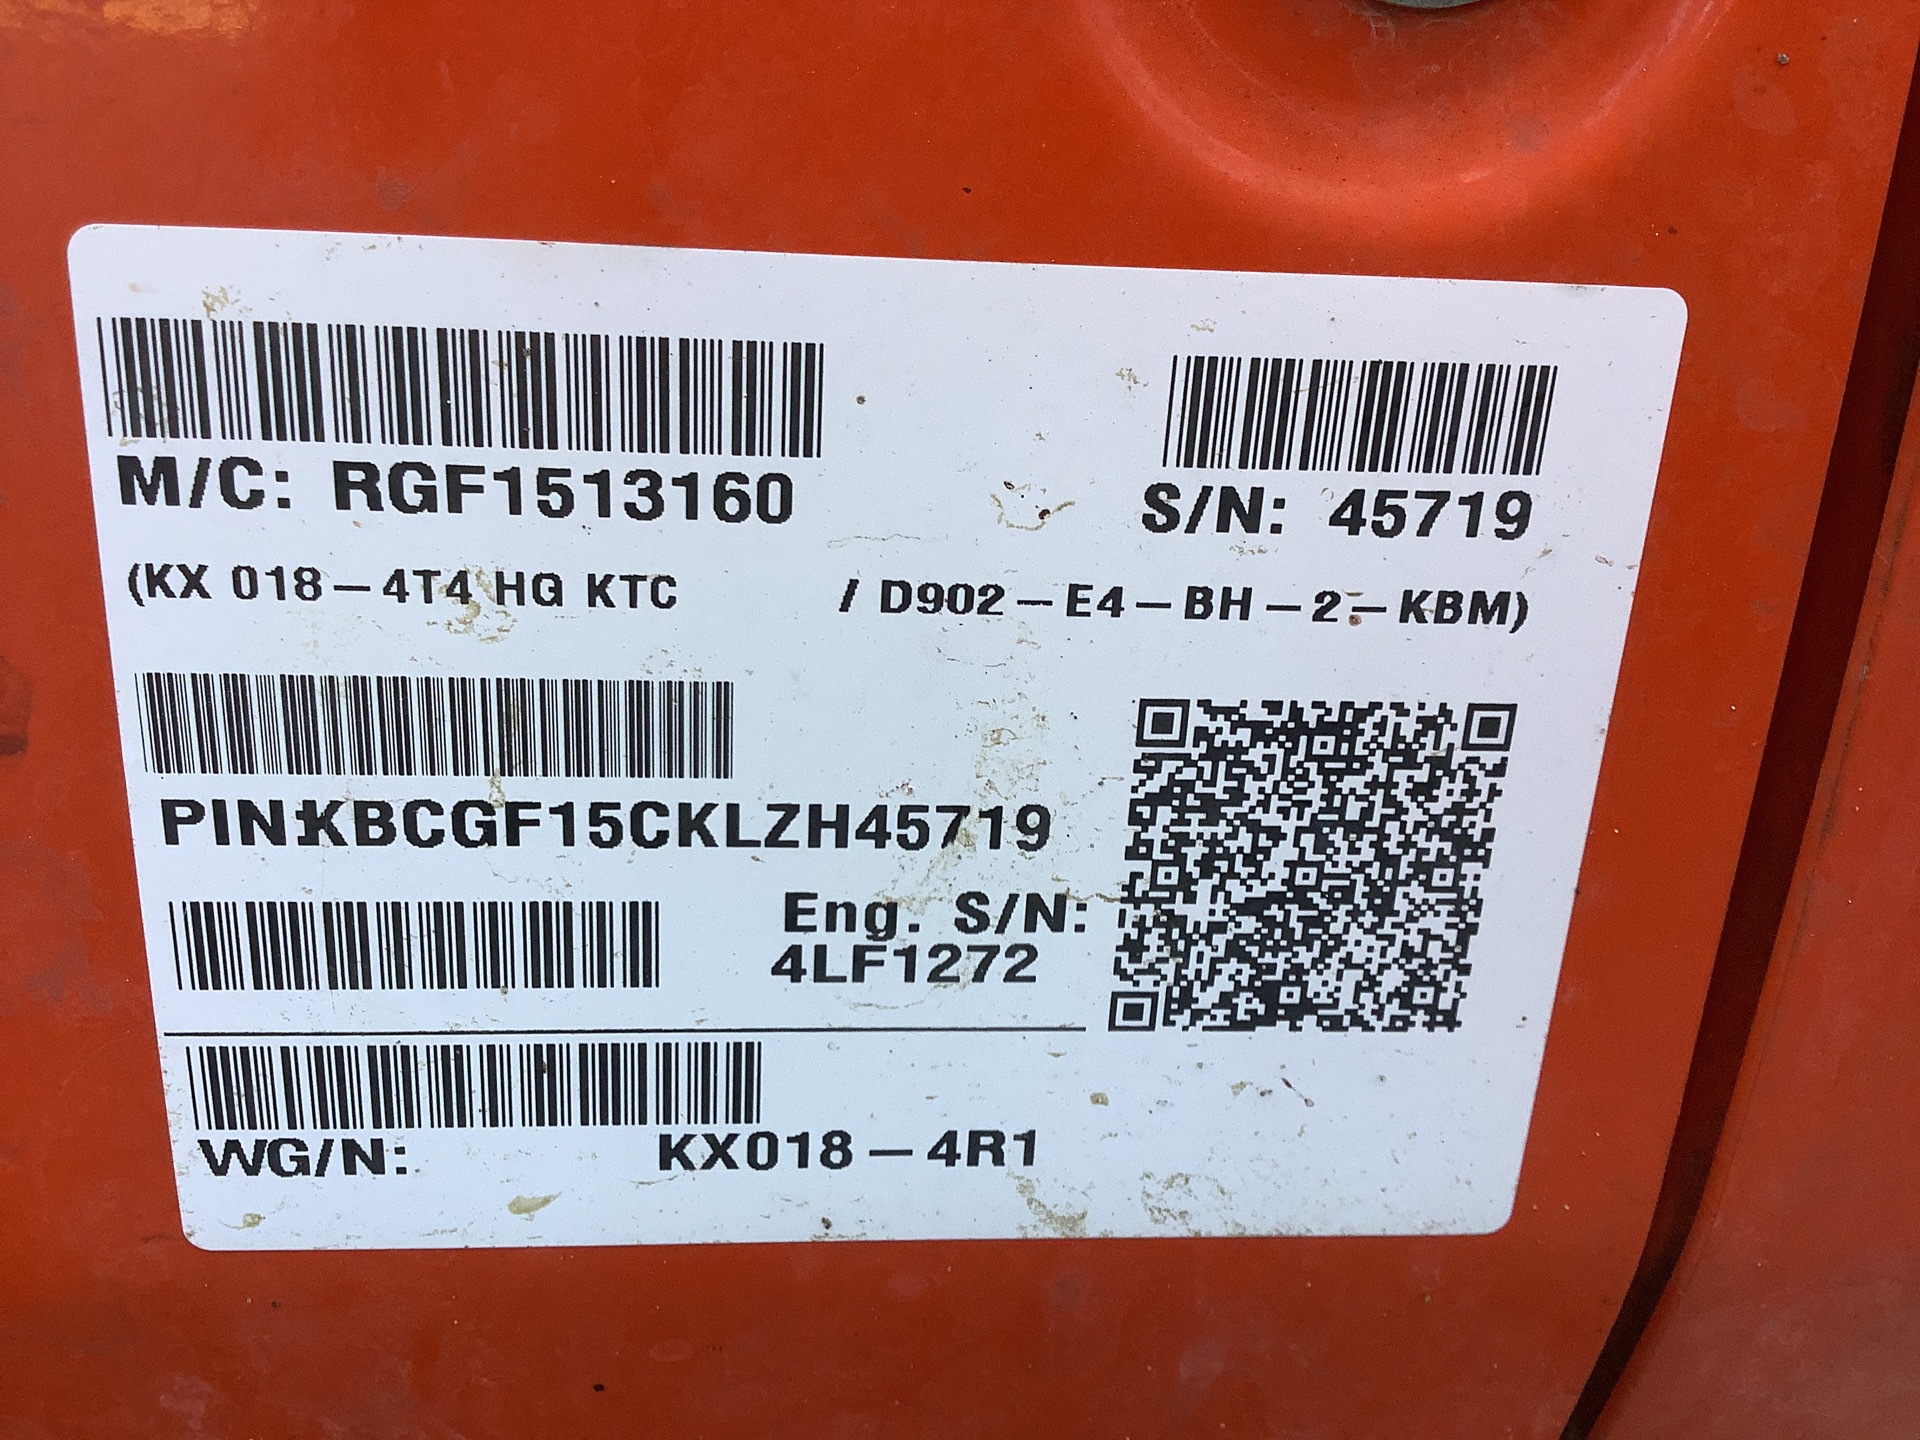 M/C: RGF1513160
S/N: 45719
(KX 018-4T4 HG KTC / D902-E4-BH-2-KBM)
PIN:KBCGF15CKLZH45719
Eng. S/N:
4LF1272
WG/N: KX018-4R1